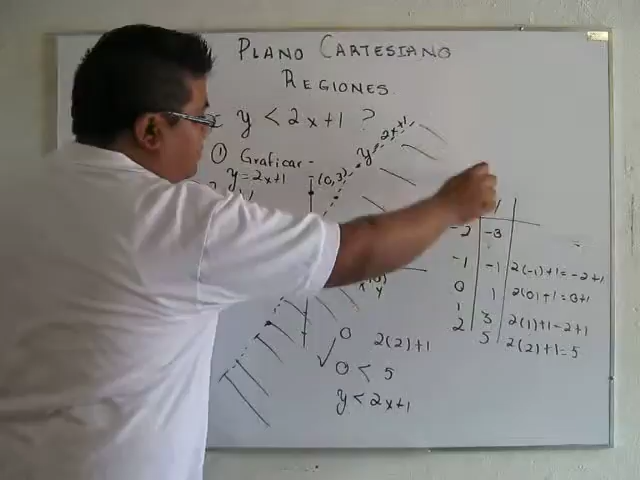 PLANO CARTESIANO
REGIONES.
y < 2x+1 ?
① Graficar-
y=2x+1
(0,3)
y=2x+1
-2 -3
-1 -1 2(-1)+1=-2+1
0 1 2(0)+1=0+1
1 3 2(1)+1-2+1
2 5 2(2)+1=5
0 2(2)+1
✓ 0 < 5
y < 2x+1